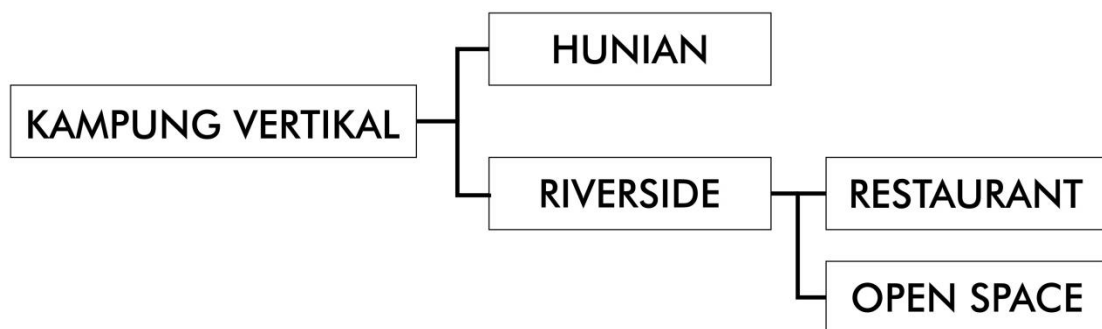 KAMPUNG VERTIKAL
HUNIAN
RIVERSIDE
RESTAURANT
OPEN SPACE